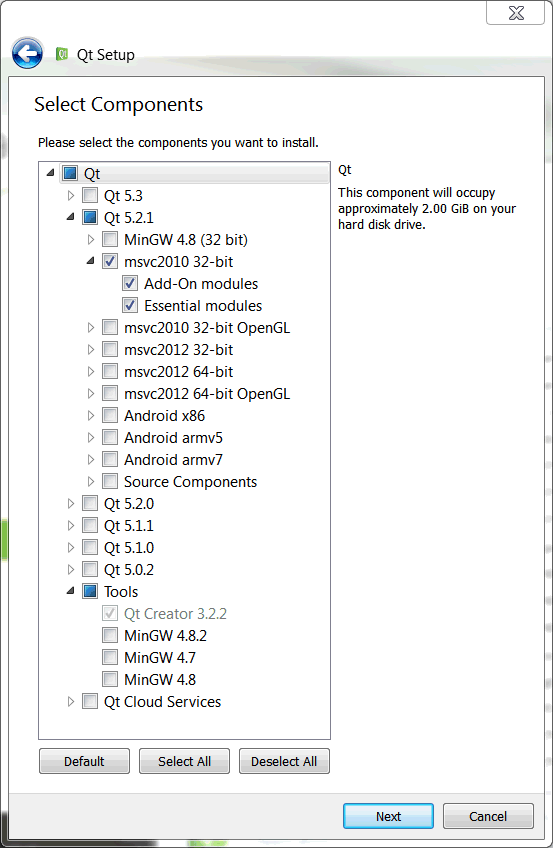 Qt Setup
Select Components
Please select the components you want to install.
Qt
Qt 5.3
Qt 5.2.1
MinGW 4.8 (32 bit)
msvc2010 32-bit
Add-On modules
Essential modules
msvc2010 32-bit OpenGL
msvc2012 32-bit
msvc2012 64-bit
msvc2012 64-bit OpenGL
Android x86
Android armv5
Android armv7
Source Components
Qt 5.2.0
Qt 5.1.1
Qt 5.1.0
Qt 5.0.2
Tools
Qt Creator 3.2.2
MinGW 4.8.2
MinGW 4.7
MinGW 4.8
Qt Cloud Services
Qt
This component will occupy
approximately 2.00 GiB on your
hard disk drive.
Default
Select All
Deselect All
Next
Cancel